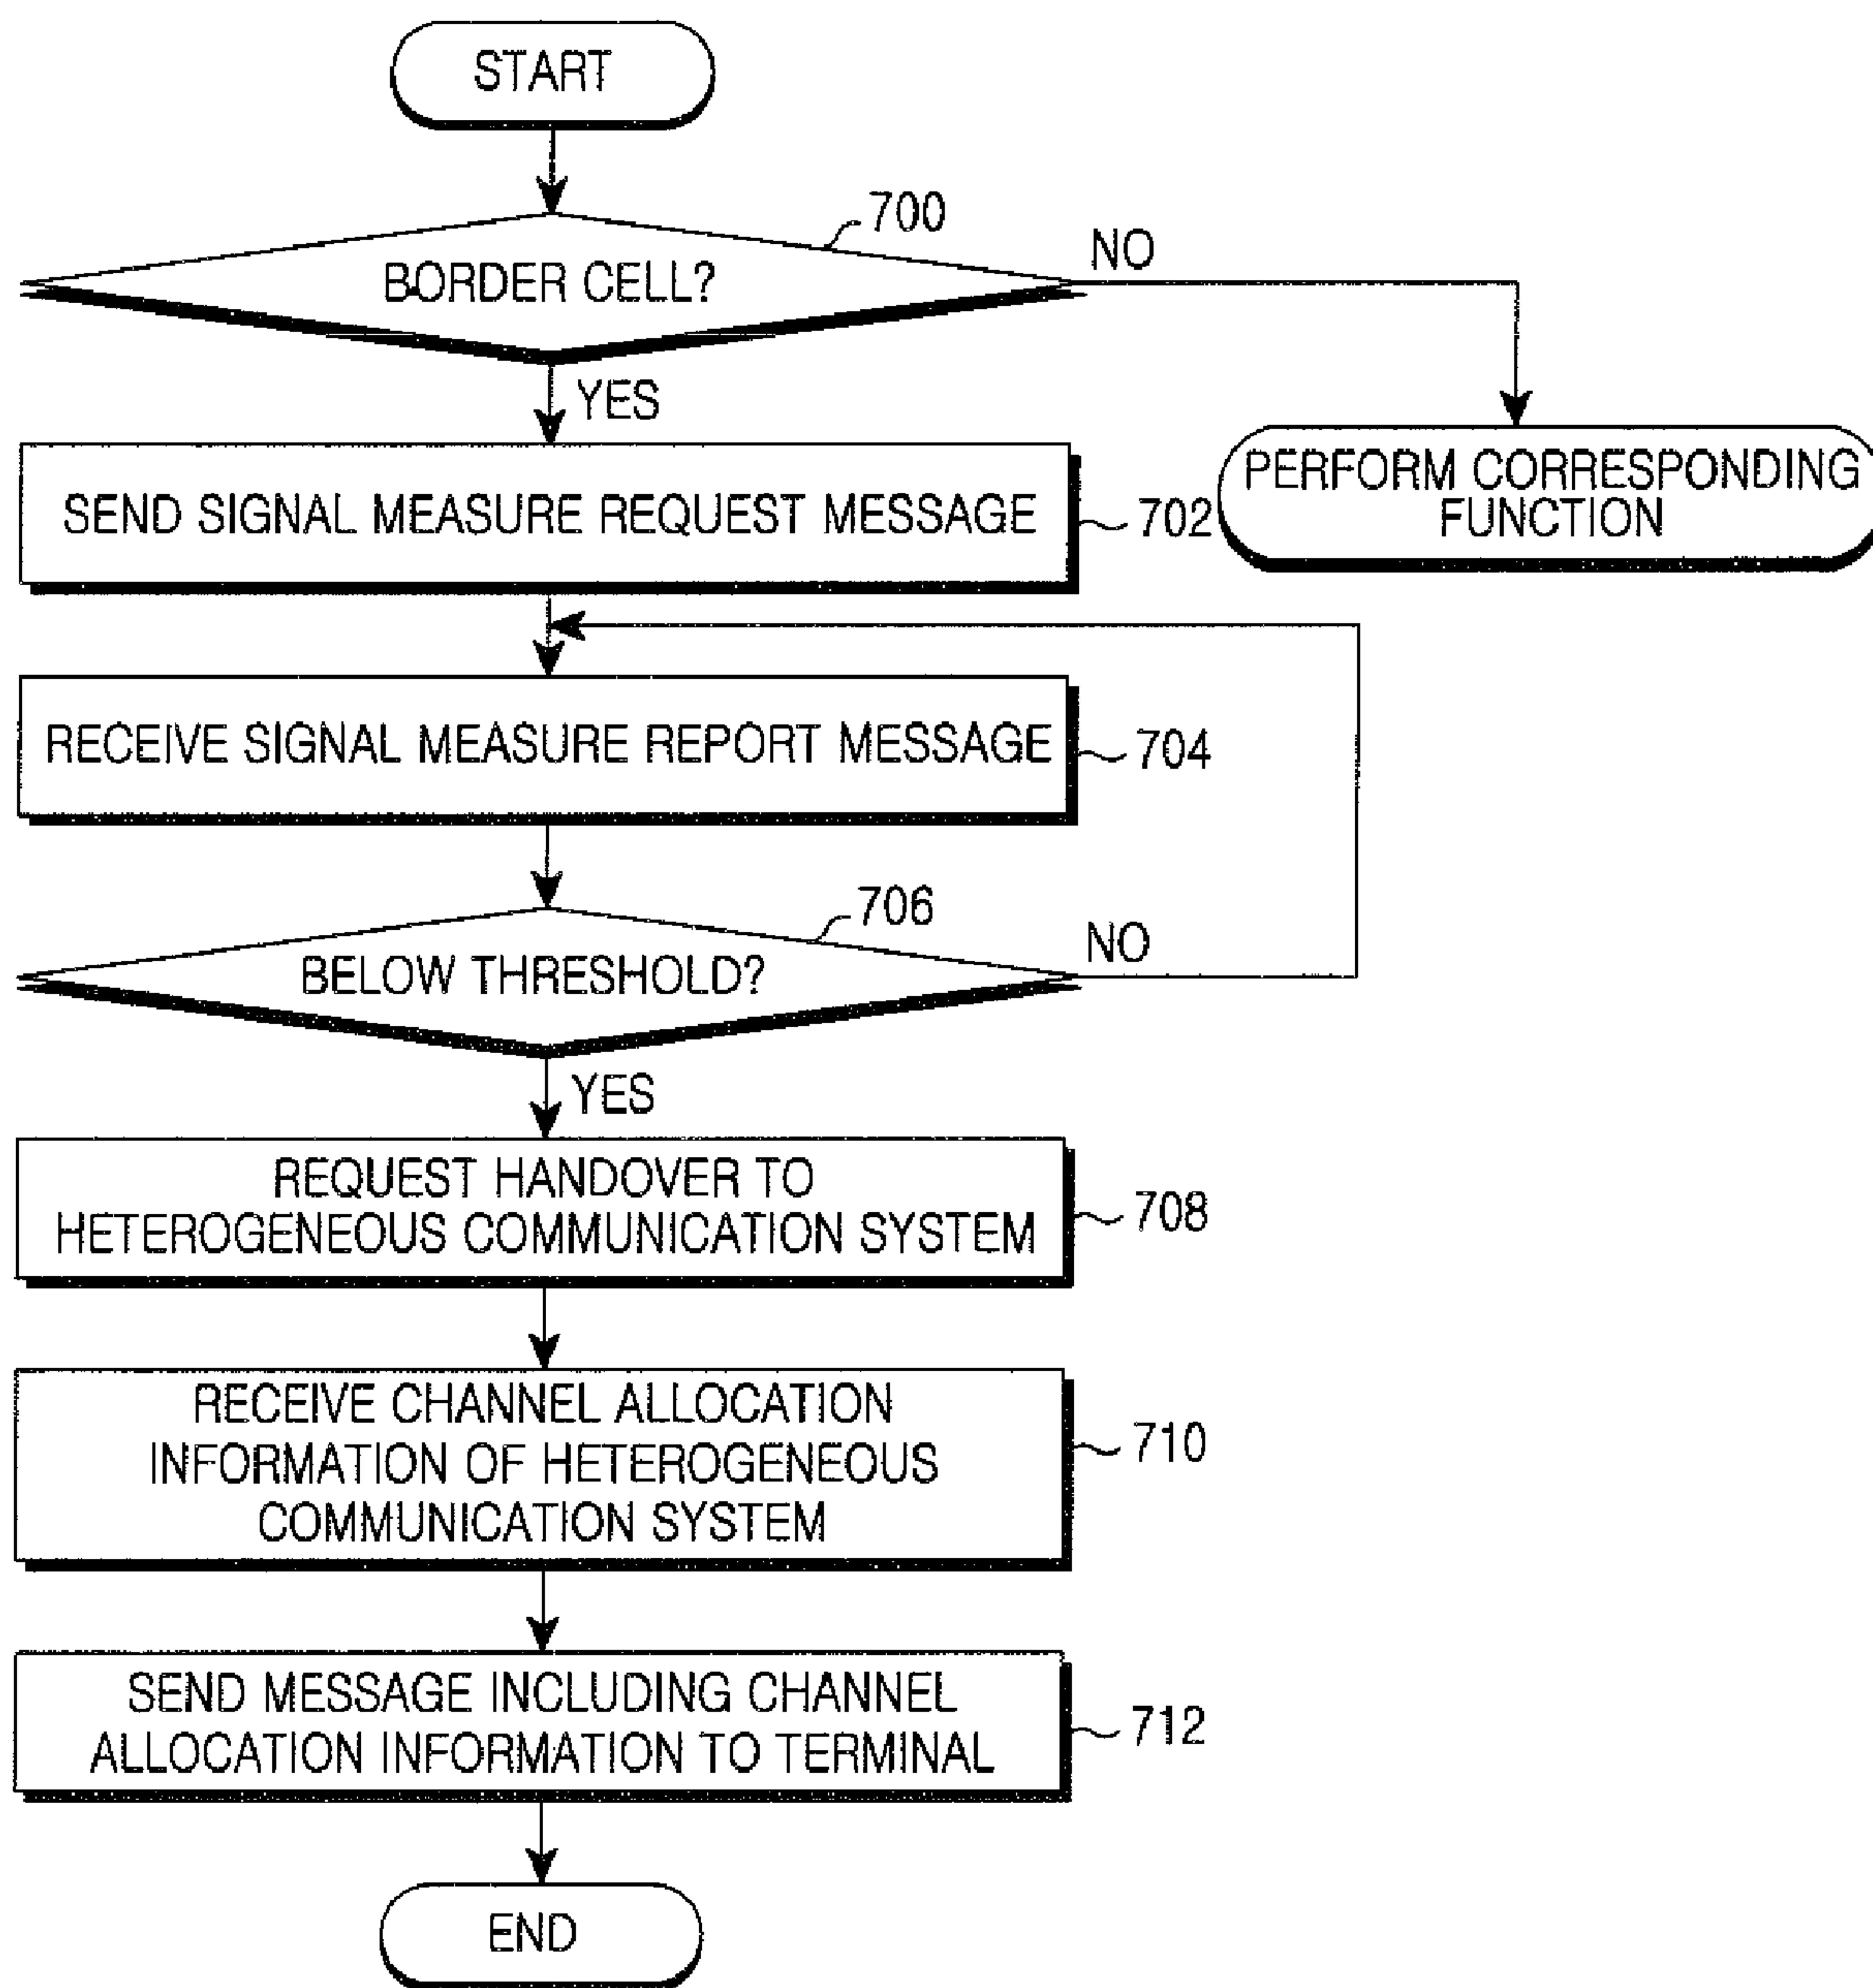 START
700
BORDER CELL?
NO
YES
PERFORM CORRESPONDING
FUNCTION
SEND SIGNAL MEASURE REQUEST MESSAGE
702
RECEIVE SIGNAL MEASURE REPORT MESSAGE
704
706
BELOW THRESHOLD?
NO
YES
REQUEST HANDOVER TO
HETEROGENEOUS COMMUNICATION SYSTEM
708
RECEIVE CHANNEL ALLOCATION
INFORMATION OF HETEROGENEOUS
COMMUNICATION SYSTEM
710
SEND MESSAGE INCLUDING CHANNEL
ALLOCATION INFORMATION TO TERMINAL
712
END